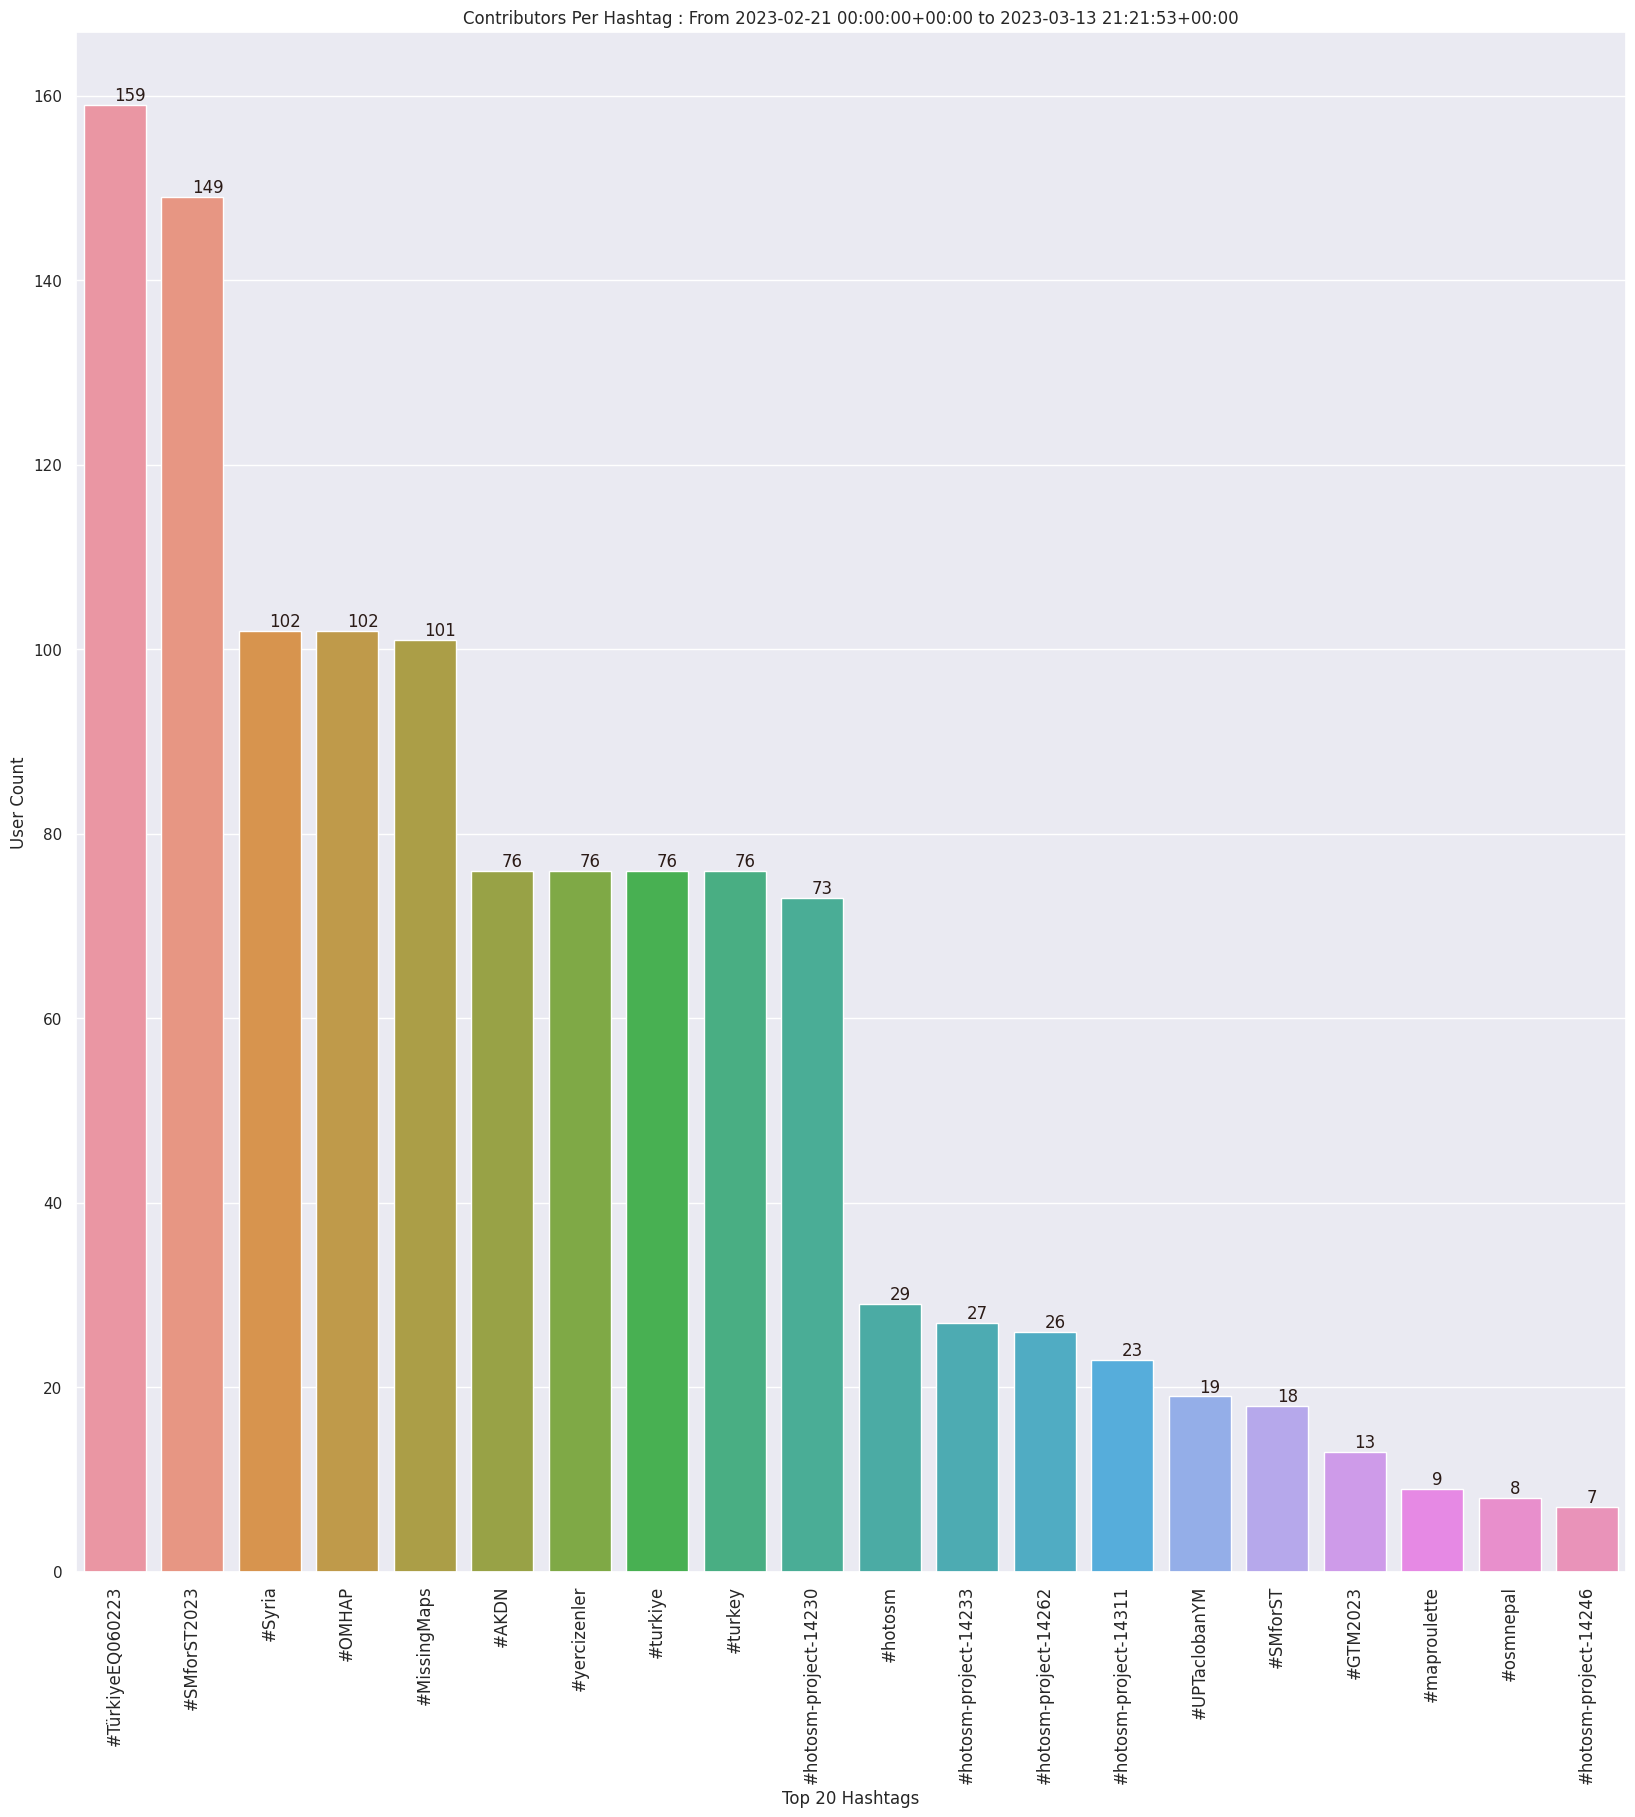 Contributors Per Hashtag : From 2023-02-21 00:00:00+00:00 to 2023-03-13 21:21:53+00:00
User Count
160
140
120
100
80
60
40
20
0
159
149
102
102
101
76
76
76
76
73
29
27
26
23
19
18
13
9
8
7
#TürkiyeEQ060223
#SMforST2023
#Syria
#OMHAP
#MissingMaps
#AKDN
#yercizenler
#turkiye
#turkey
#hotosm-project-14230
#hotosm
#hotosm-project-14233
#hotosm-project-14262
#hotosm-project-14311
#UPTaclobanYM
#SMforST
#GTM2023
#maproulette
#osmnepal
#hotosm-project-14246
Top 20 Hashtags